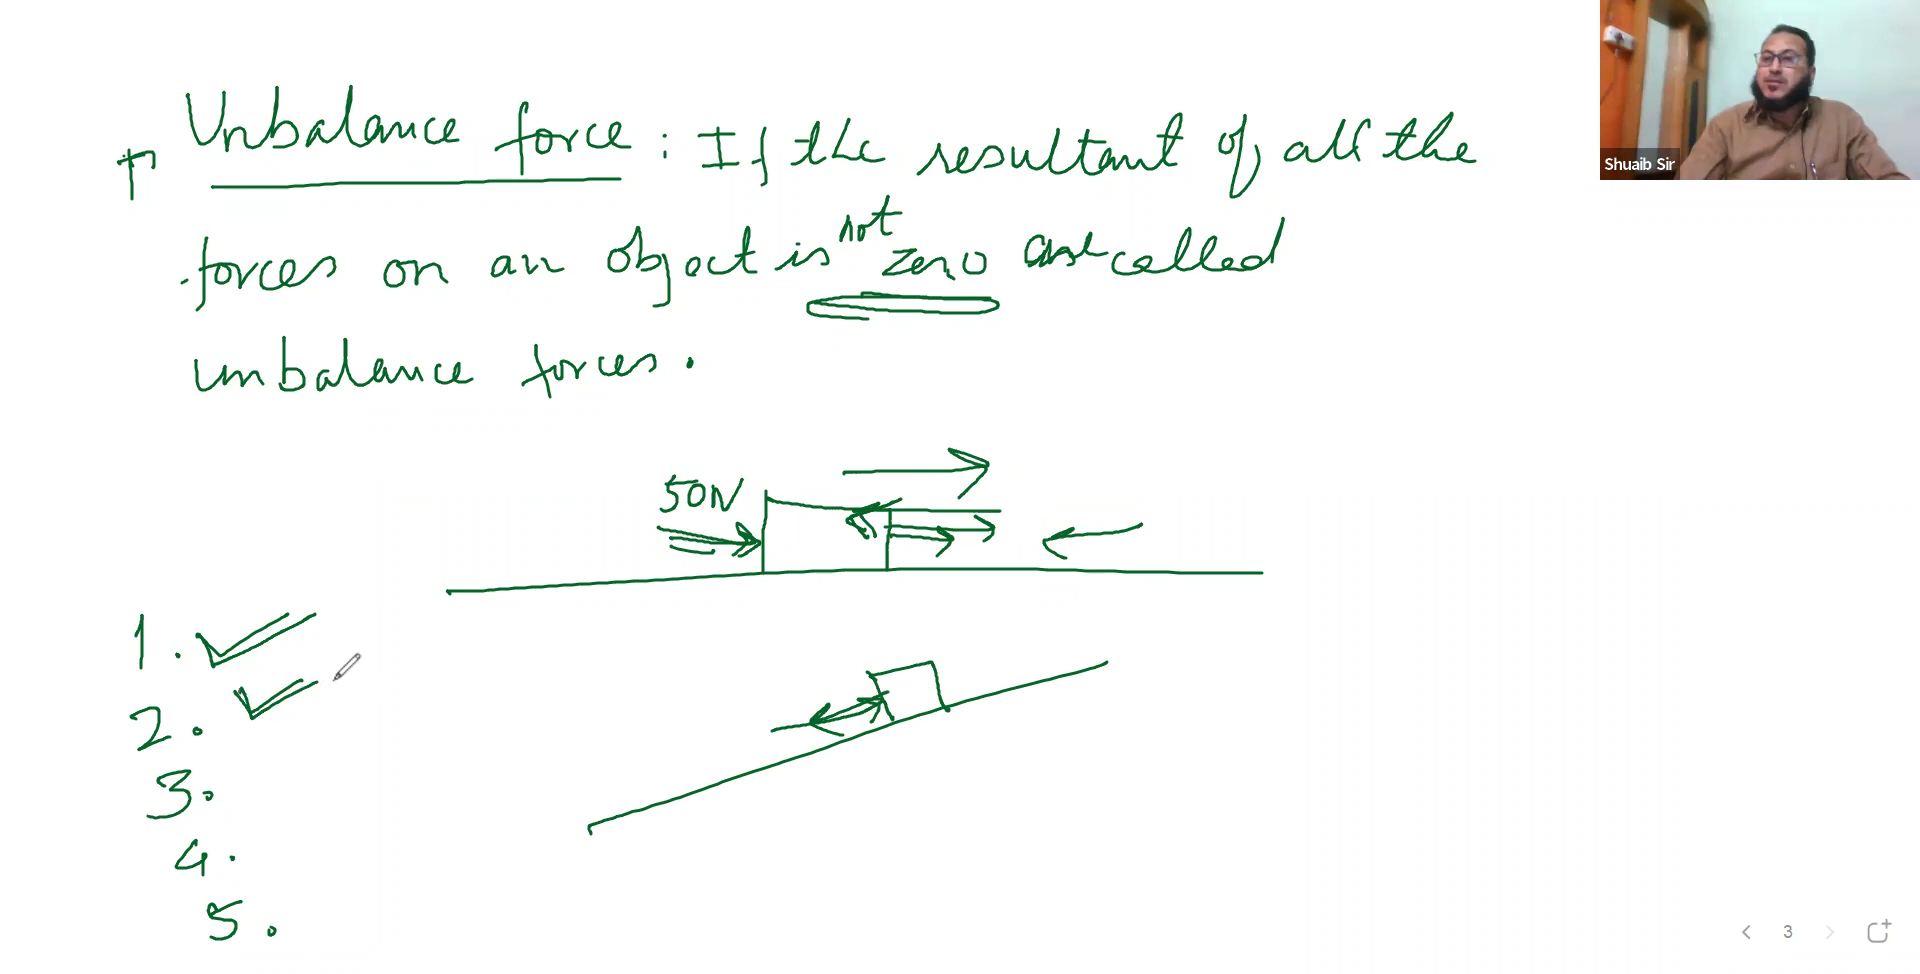 Unbalance force : If the resultant of all the
forces on an object is not zero are called
unbalance forces.
50N
1.
2.
3.
4.
5.
Shuaib Sir
3